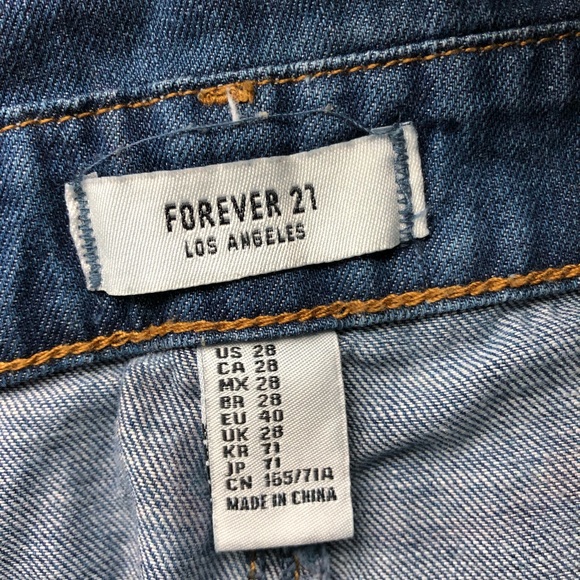 FOREVER 21
LOS ANGELES
US 28
CA 28
MX 28
BR 28
EU 40
UK 28
KR 71
JP 71
CN 165/71A
MADE IN CHINA